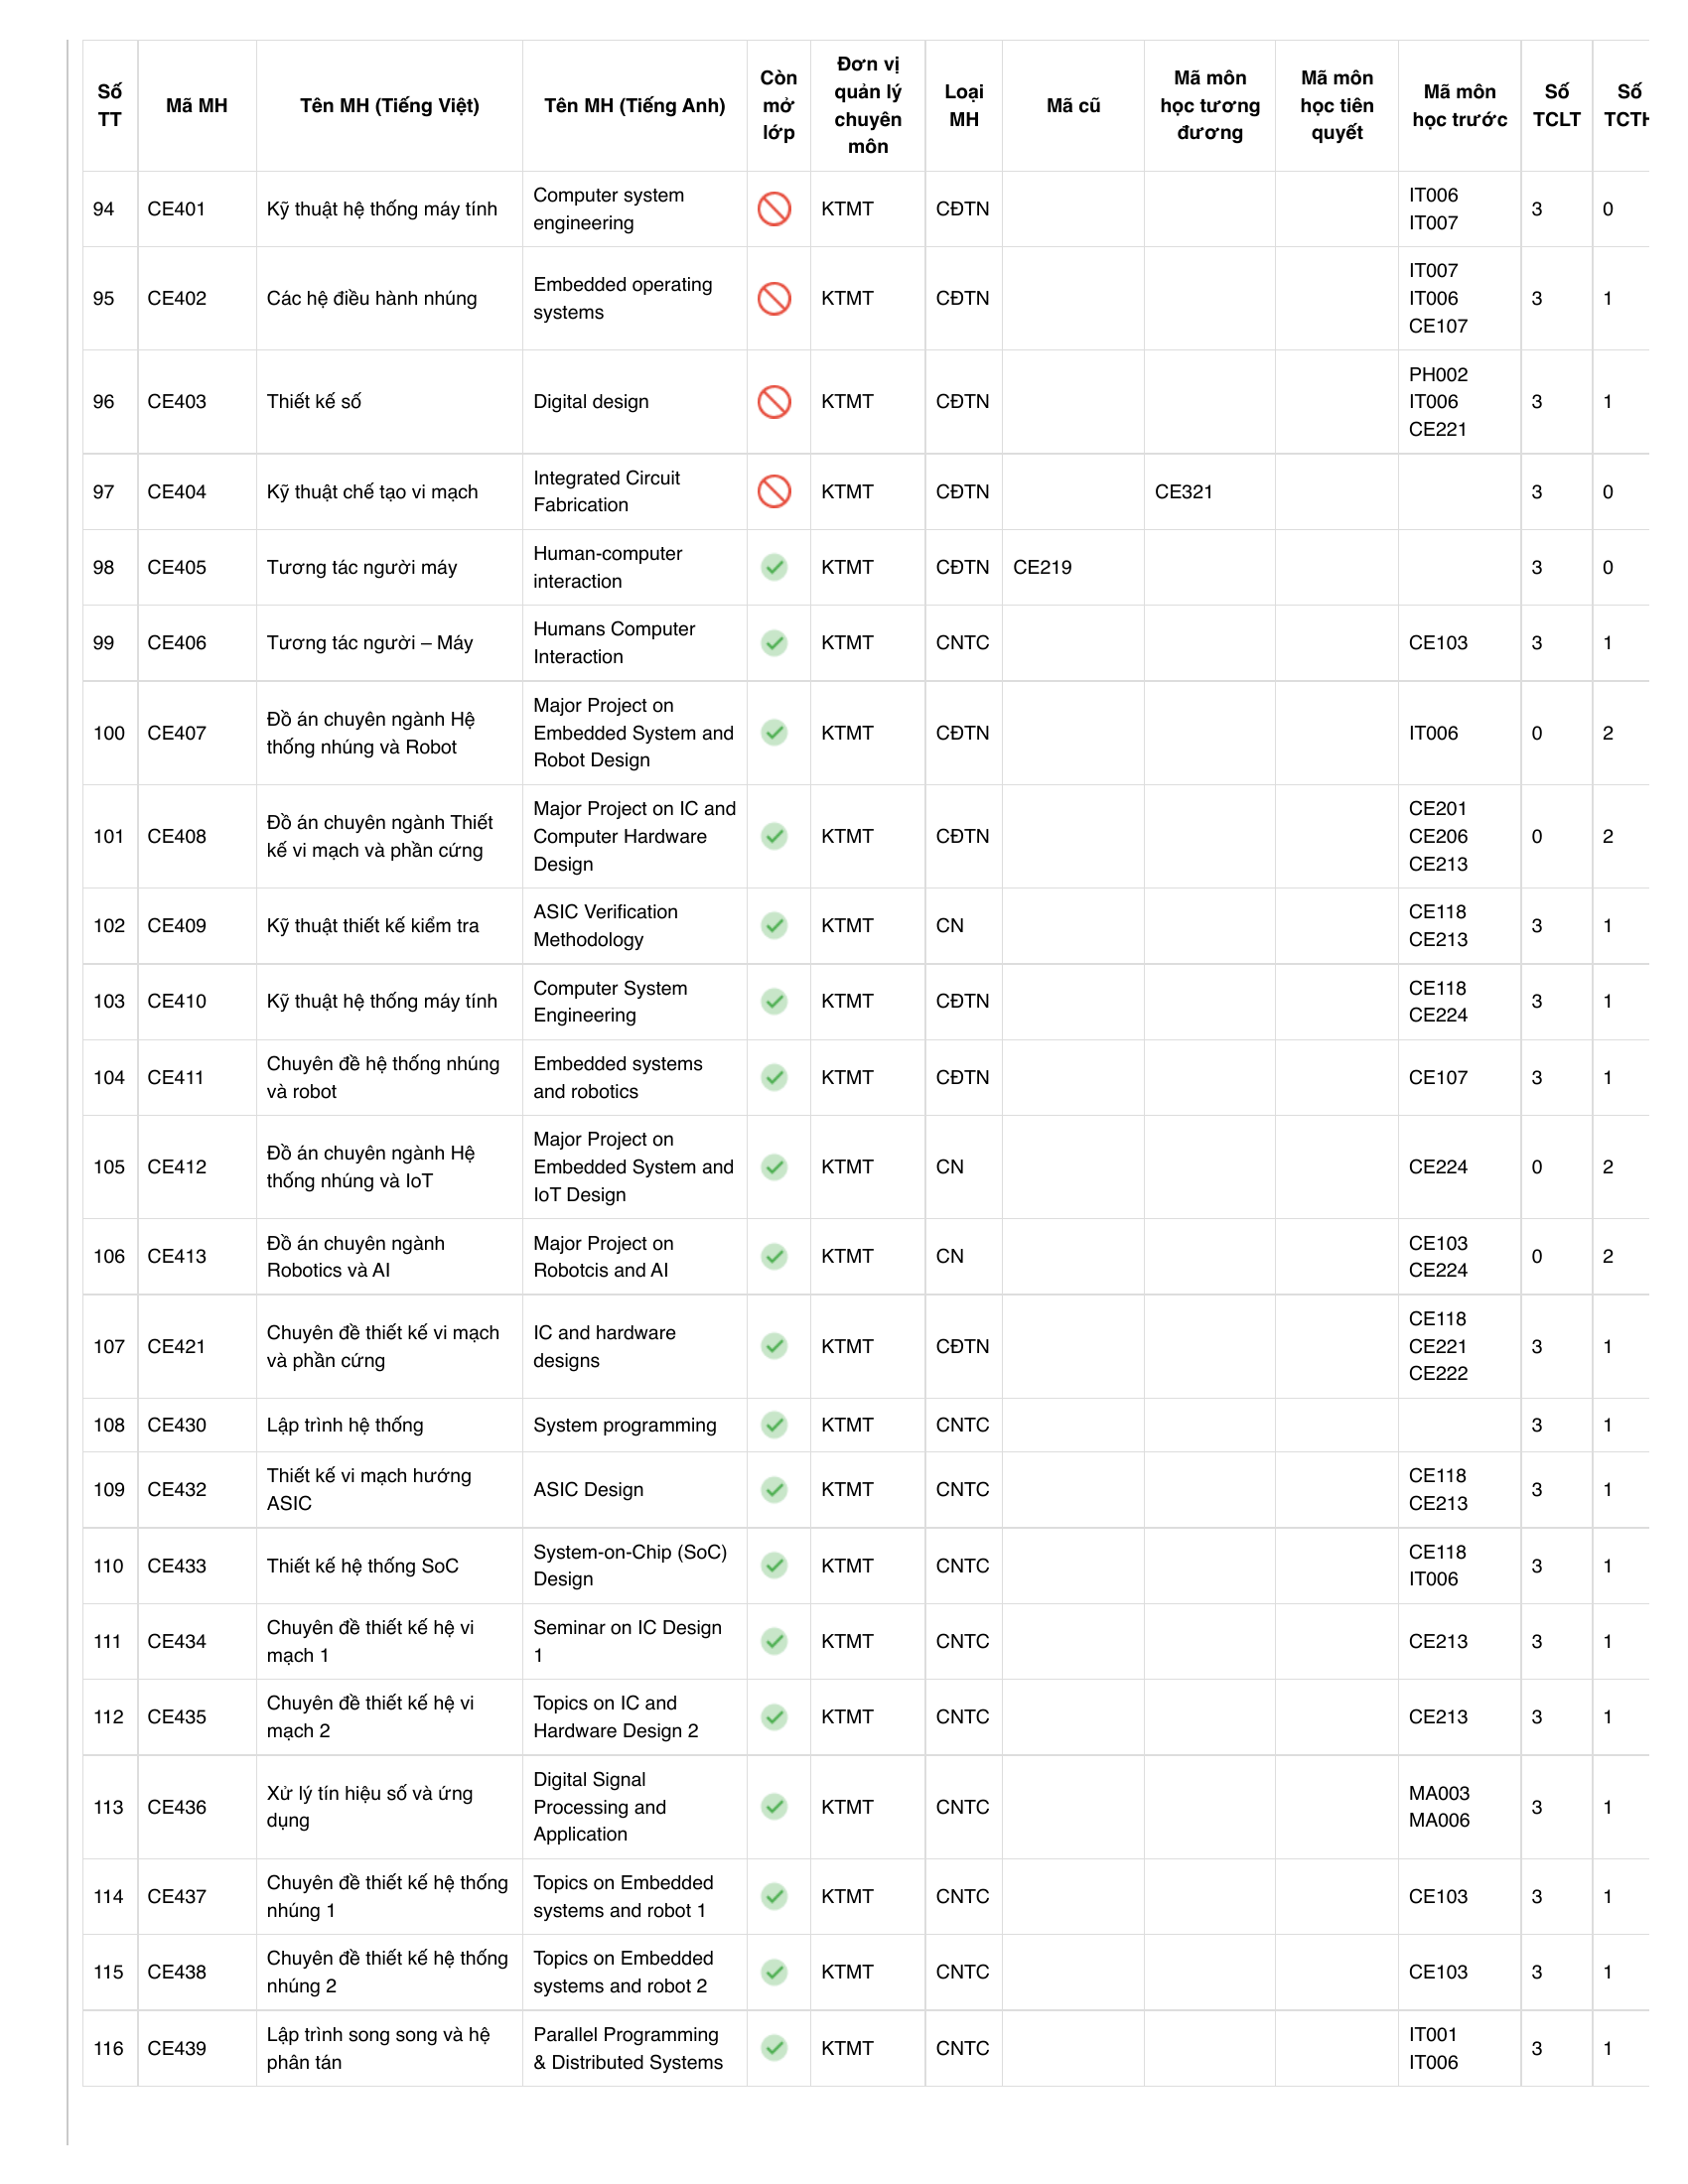 Số TT | Mã MH | Tên MH (Tiếng Việt) | Tên MH (Tiếng Anh) | Còn mở lớp | Đơn vị quản lý chuyên môn | Loại MH | Mã cũ | Mã môn học tương đương | Mã môn học tiên quyết | Mã môn học trước | Số TCLT | Số TCTH
94 | CE401 | Kỹ thuật hệ thống máy tính | Computer system engineering | KTMT | CĐTN | IT006 IT007 | 3 | 0
95 | CE402 | Các hệ điều hành nhúng | Embedded operating systems | KTMT | CĐTN | IT007 IT006 CE107 | 3 | 1
96 | CE403 | Thiết kế số | Digital design | KTMT | CĐTN | PH002 IT006 CE221 | 3 | 1
97 | CE404 | Kỹ thuật chế tạo vi mạch | Integrated Circuit Fabrication | KTMT | CĐTN | CE321 | 3 | 0
98 | CE405 | Tương tác người máy | Human-computer interaction | KTMT | CĐTN | CE219 | 3 | 0
99 | CE406 | Tương tác người – Máy | Humans Computer Interaction | KTMT | CNTC | CE103 | 3 | 1
100 | CE407 | Đồ án chuyên ngành Hệ thống nhúng và Robot | Major Project on Embedded System and Robot Design | KTMT | CĐTN | IT006 | 0 | 2
101 | CE408 | Đồ án chuyên ngành Thiết kế vi mạch và phần cứng | Major Project on IC and Computer Hardware Design | KTMT | CĐTN | CE201 CE206 CE213 | 0 | 2
102 | CE409 | Kỹ thuật thiết kế kiểm tra | ASIC Verification Methodology | KTMT | CN | CE118 CE213 | 3 | 1
103 | CE410 | Kỹ thuật hệ thống máy tính | Computer System Engineering | KTMT | CĐTN | CE118 CE224 | 3 | 1
104 | CE411 | Chuyên đề hệ thống nhúng và robot | Embedded systems and robotics | KTMT | CĐTN | CE107 | 3 | 1
105 | CE412 | Đồ án chuyên ngành Hệ thống nhúng và IoT | Major Project on Embedded System and IoT Design | KTMT | CN | CE224 | 0 | 2
106 | CE413 | Đồ án chuyên ngành Robotics và AI | Major Project on Robotcis and AI | KTMT | CN | CE103 CE224 | 0 | 2
107 | CE421 | Chuyên đề thiết kế vi mạch và phần cứng | IC and hardware designs | KTMT | CĐTN | CE118 CE221 CE222 | 3 | 1
108 | CE430 | Lập trình hệ thống | System programming | KTMT | CNTC | 3 | 1
109 | CE432 | Thiết kế vi mạch hướng ASIC | ASIC Design | KTMT | CNTC | CE118 CE213 | 3 | 1
110 | CE433 | Thiết kế hệ thống SoC | System-on-Chip (SoC) Design | KTMT | CNTC | CE118 IT006 | 3 | 1
111 | CE434 | Chuyên đề thiết kế hệ vi mạch 1 | Seminar on IC Design 1 | KTMT | CNTC | CE213 | 3 | 1
112 | CE435 | Chuyên đề thiết kế hệ vi mạch 2 | Topics on IC and Hardware Design 2 | KTMT | CNTC | CE213 | 3 | 1
113 | CE436 | Xử lý tín hiệu số và ứng dụng | Digital Signal Processing and Application | KTMT | CNTC | MA003 MA006 | 3 | 1
114 | CE437 | Chuyên đề thiết kế hệ thống nhúng 1 | Topics on Embedded systems and robot 1 | KTMT | CNTC | CE103 | 3 | 1
115 | CE438 | Chuyên đề thiết kế hệ thống nhúng 2 | Topics on Embedded systems and robot 2 | KTMT | CNTC | CE103 | 3 | 1
116 | CE439 | Lập trình song song và hệ phân tán | Parallel Programming & Distributed Systems | KTMT | CNTC | IT001 IT006 | 3 | 1